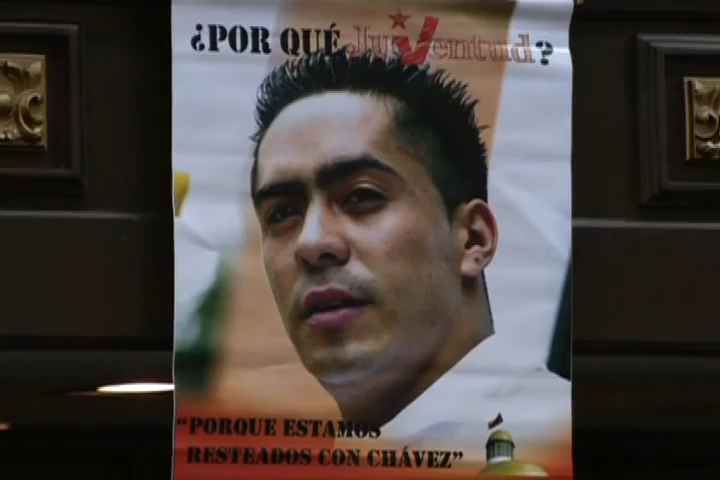 ¿POR QUÉ JuVentud?
"PORQUE ESTAMOS
RESTEADOS CON CHÁVEZ"